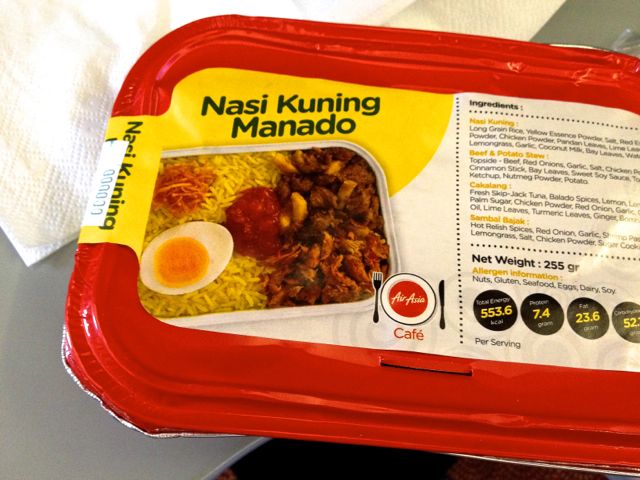 Nasi Kuning
Manado
Nasi Kuning
Ingredients :
Nasi Kuning :
Long Grain Rice, Yellow Essence Powder, Salt, Red
Powder, Chicken Powder, Pandan Leaves, Lime
Lemongrass, Garlic, Coconut Milk, Bay Leaves,
Beef & Potato Stew :
Topside - Beef, Red Onions, Garlic, Salt, Chicken
Cinnamon Stick, Bay Leaves, Sweet Soy Sauce,
Ketchup, Nutmeg Powder, Potato.
Cakalang :
Fresh Skip-Jack Tuna, Balado Spices, Lemon,
Palm Sugar, Chicken Powder, Red Onion,
Oil, Lime Leaves, Turmeric Leaves, Ginger,
Sambal Bajak :
Hot Relish Spices, Red Onion, Garlic, Shrimp
Lemongrass, Salt, Chicken Powder, Sugar
Net Weight : 255 gr
Allergen information :
Nuts, Gluten, Seafood, Eggs, Dairy, Soy
Total Energy
553.6
kcal
Protein
7.4
gram
Fat
23.6
gram
Per Serving
AirAsia
Café